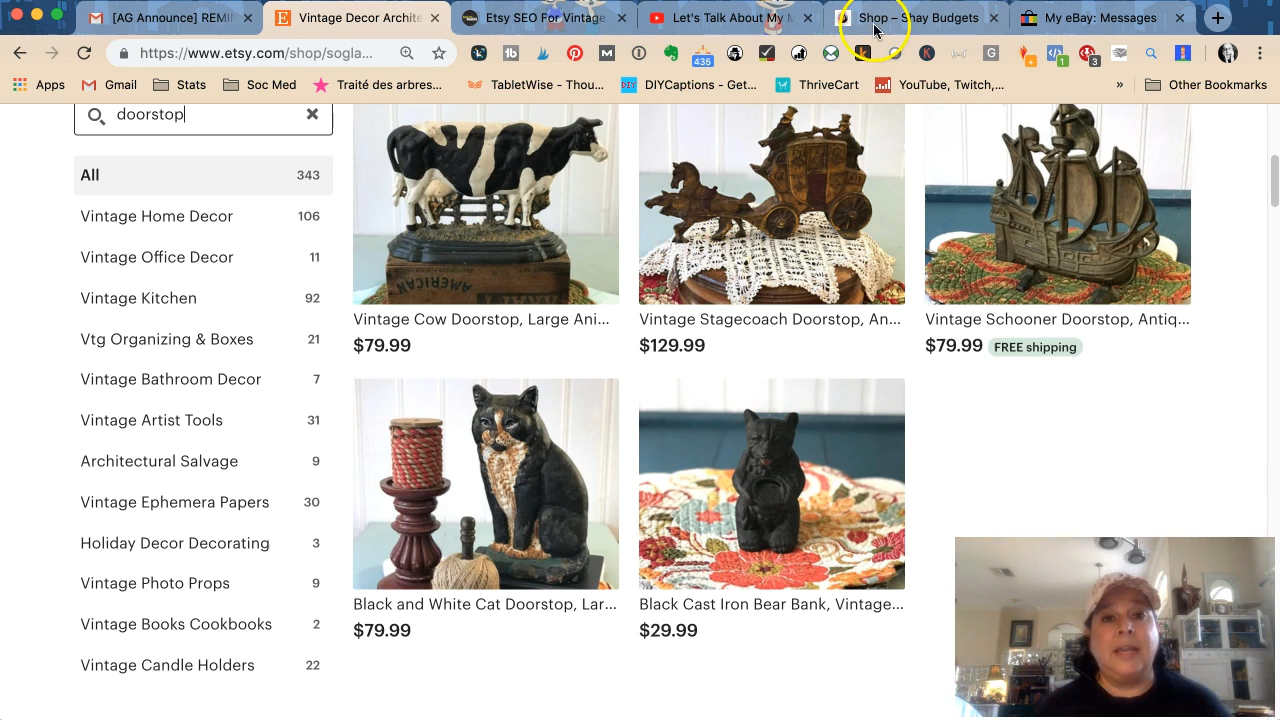 [AG Announce] REMIN
Vintage Decor Archite
Etsy SEO For Vintage
Let's Talk About My M
Shop – Shay Budgets
My eBay: Messages
https://www.etsy.com/shop/sogla...
435
1
3
Apps
Gmail
Stats
Soc Med
Traité des arbres...
TabletWise - Thou...
DIYCaptions - Get...
ThriveCart
YouTube, Twitch,...
»
Other Bookmarks
doorstop
All 343
Vintage Home Decor 106
Vintage Office Decor 11
Vintage Kitchen 92
Vtg Organizing & Boxes 21
Vintage Bathroom Decor 7
Vintage Artist Tools 31
Architectural Salvage 9
Vintage Ephemera Papers 30
Holiday Decor Decorating 3
Vintage Photo Props 9
Vintage Books Cookbooks 2
Vintage Candle Holders 22
AMERICAN
Vintage Cow Doorstop, Large Ani...
$79.99
Vintage Stagecoach Doorstop, An...
$129.99
Vintage Schooner Doorstop, Antiq...
$79.99 FREE shipping
Black and White Cat Doorstop, Lar...
$79.99
Black Cast Iron Bear Bank, Vintage...
$29.99